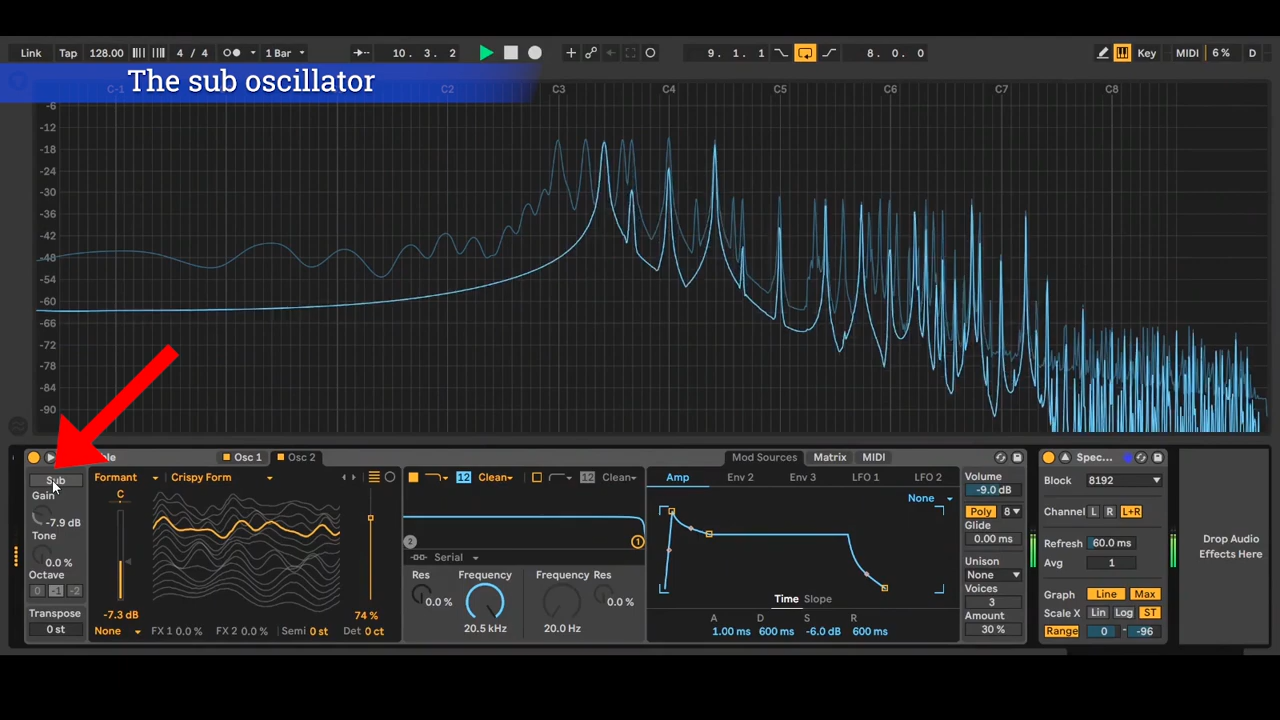 Link Tap 128.00 4 / 4 1 Bar 10. 3. 2 9. 1. 1 8. 0. 0 Key MIDI 6 % D
The sub oscillator
C-1 C2 C3 C4 C5 C6 C7 C8
-6
-12
-18
-24
-30
-36
-42
-48
-54
-60
-66
-72
-78
-84
-90
Osc 1 Osc 2
Sub
Gain
-7.9 dB
Tone
0.0 %
Octave
0 -1 -2
Transpose
0 st
Formant Crispy Form
C
-7.3 dB
74 %
None FX 1 0.0 % FX 2 0.0 % Semi 0 st Det 0 ct
12 Clean 12 Clean
2 1
Serial
Res Frequency Frequency Res
0.0 % 0.0 %
20.5 kHz 20.0 Hz
Mod Sources Matrix MIDI
Amp Env 2 Env 3 LFO 1 LFO 2
None
Time Slope
A D S R
1.00 ms 600 ms -6.0 dB 600 ms
Volume
-9.0 dB
Poly 8
Glide
0.00 ms
Unison
None
Voices
3
Amount
30 %
Spec...
Block 8192
Channel L R L+R
Refresh 60.0 ms
Avg 1
Graph Line Max
Scale X Lin Log ST
Range 0 -96
Drop Audio
Effects Here